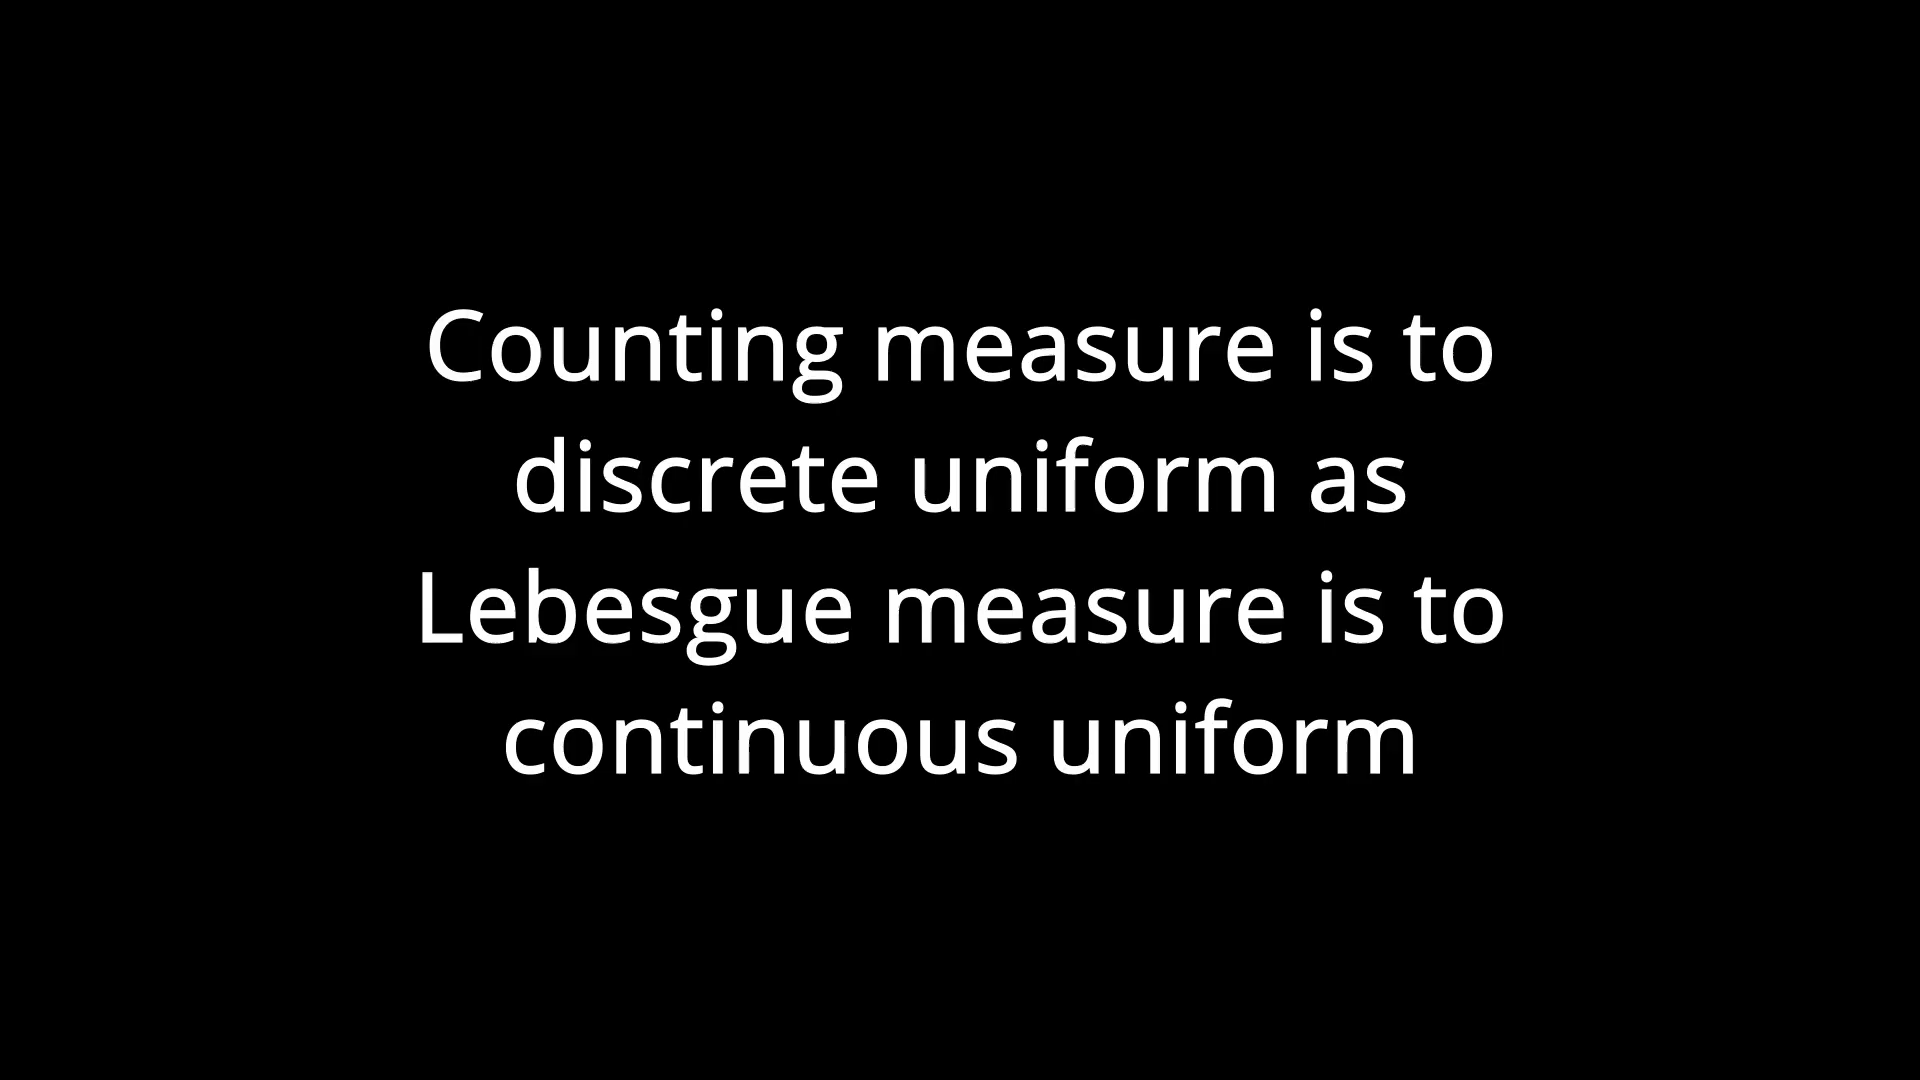 Counting measure is to
discrete uniform as
Lebesgue measure is to
continuous uniform